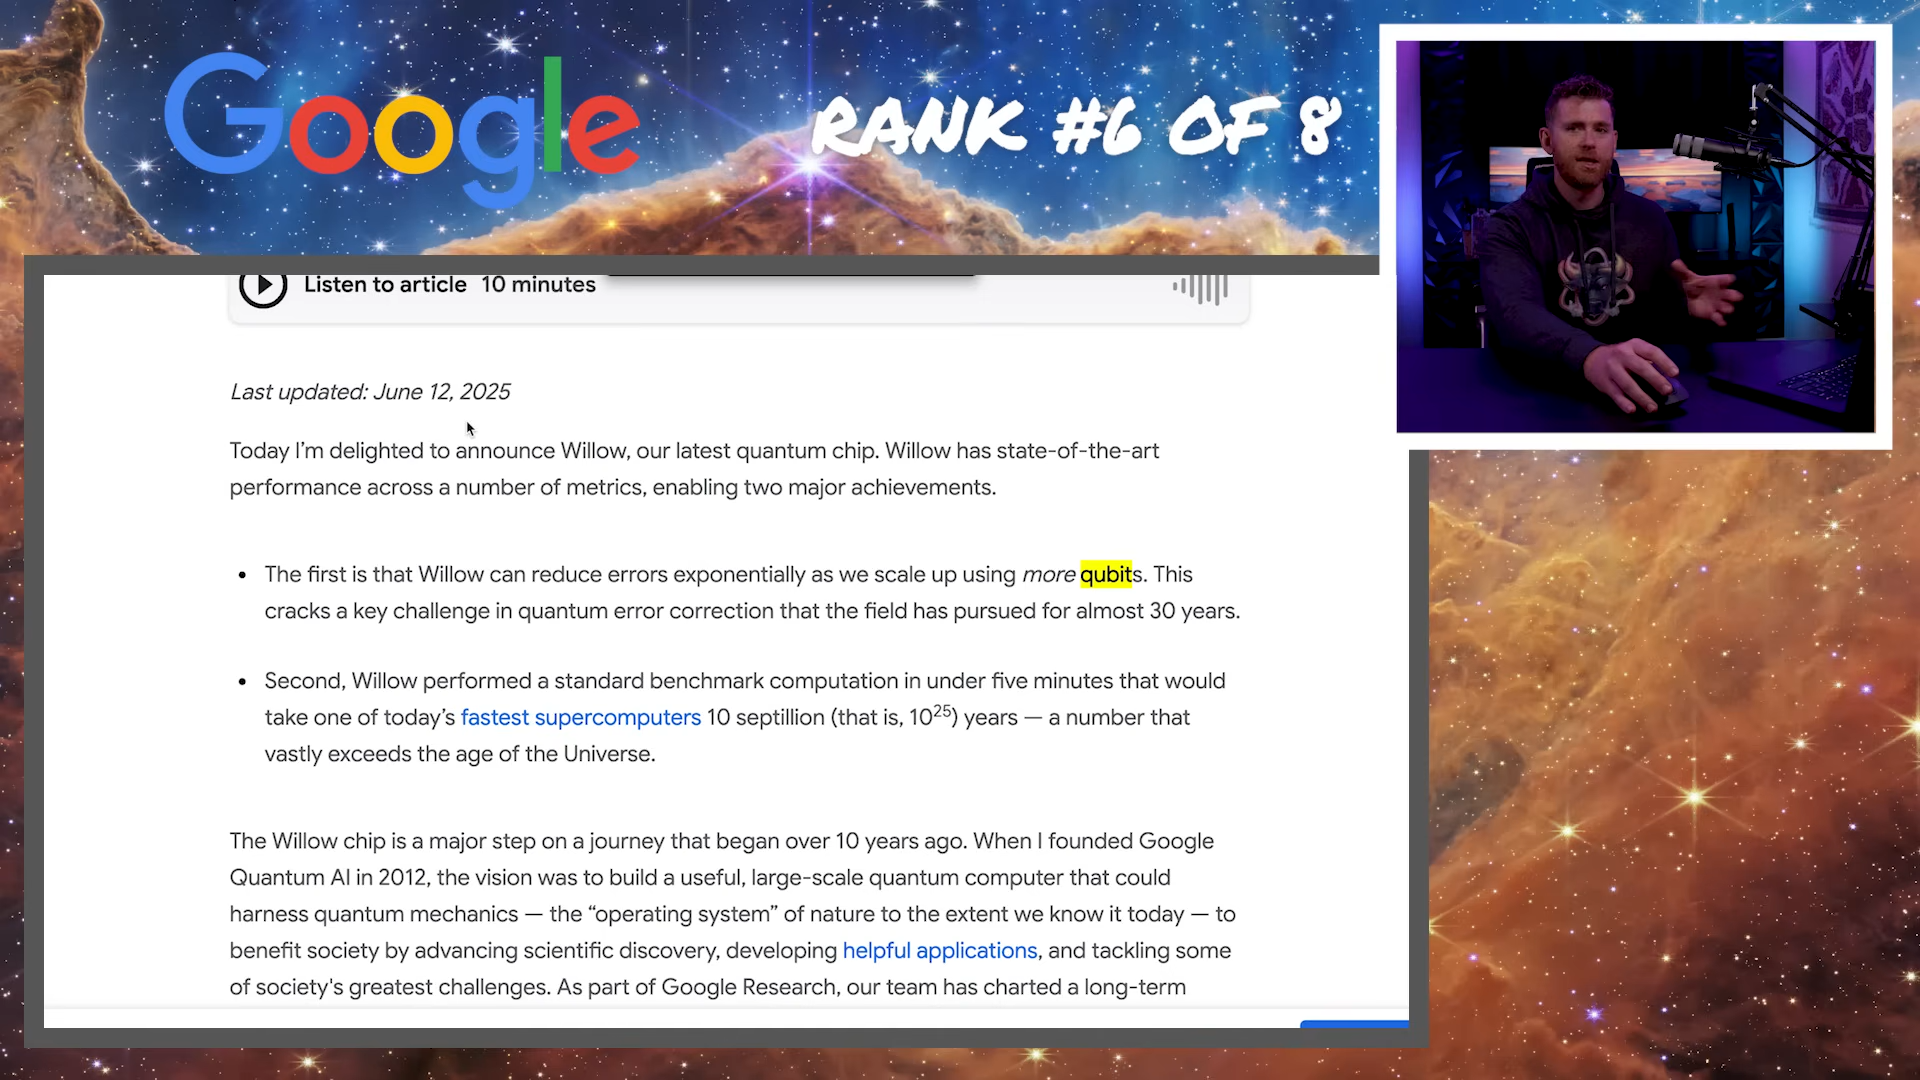 Google
RANK #6 OF 8
Listen to article 10 minutes
Last updated: June 12, 2025
Today I'm delighted to announce Willow, our latest quantum chip. Willow has state-of-the-art
performance across a number of metrics, enabling two major achievements.
• The first is that Willow can reduce errors exponentially as we scale up using more qubits. This
cracks a key challenge in quantum error correction that the field has pursued for almost 30 years.
• Second, Willow performed a standard benchmark computation in under five minutes that would
take one of today's fastest supercomputers 10 septillion (that is, 10²⁵) years — a number that
vastly exceeds the age of the Universe.
The Willow chip is a major step on a journey that began over 10 years ago. When I founded Google
Quantum AI in 2012, the vision was to build a useful, large-scale quantum computer that could
harness quantum mechanics — the “operating system” of nature to the extent we know it today — to
benefit society by advancing scientific discovery, developing helpful applications, and tackling some
of society's greatest challenges. As part of Google Research, our team has charted a long-term